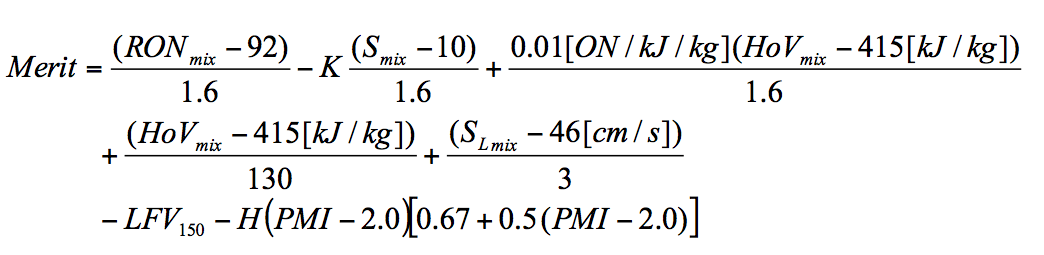 Merit = (RON_mix − 92)/1.6 − K (S_mix − 10)/1.6 + 0.01[ON / kJ / kg](HoV_mix − 415[kJ / kg])/1.6
+ (HoV_mix − 415[kJ / kg])/130 + (S_Lmix − 46[cm / s])/3
− LFV_150 − H(PMI − 2.0)[0.67 + 0.5(PMI − 2.0)]